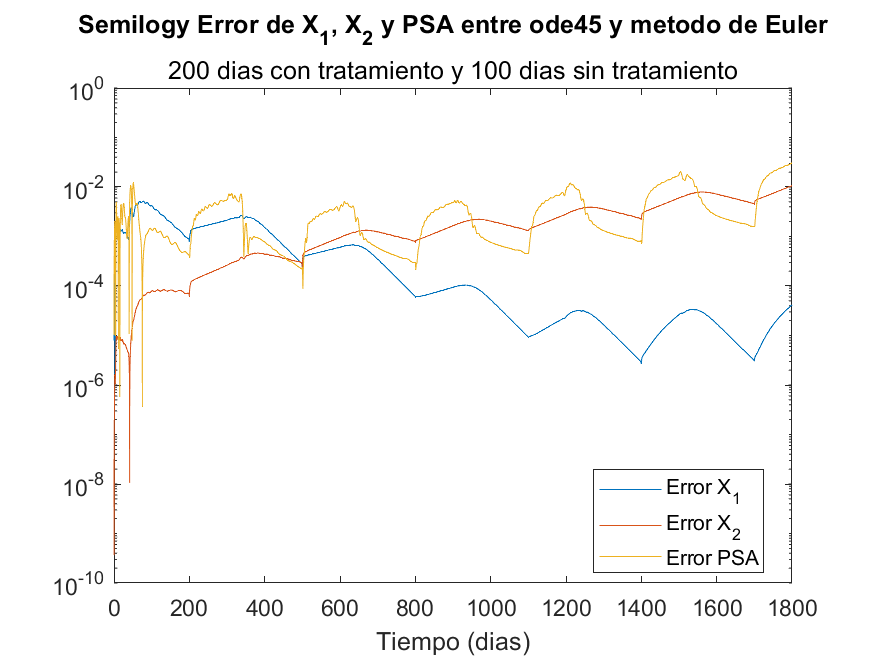 Semilogy Error de X₁, X₂ y PSA entre ode45 y metodo de Euler
200 dias con tratamiento y 100 dias sin tratamiento
10⁰
10⁻²
10⁻⁴
10⁻⁶
10⁻⁸
10⁻¹⁰
Error X₁
Error X₂
Error PSA
0 200 400 600 800 1000 1200 1400 1600 1800
Tiempo (dias)